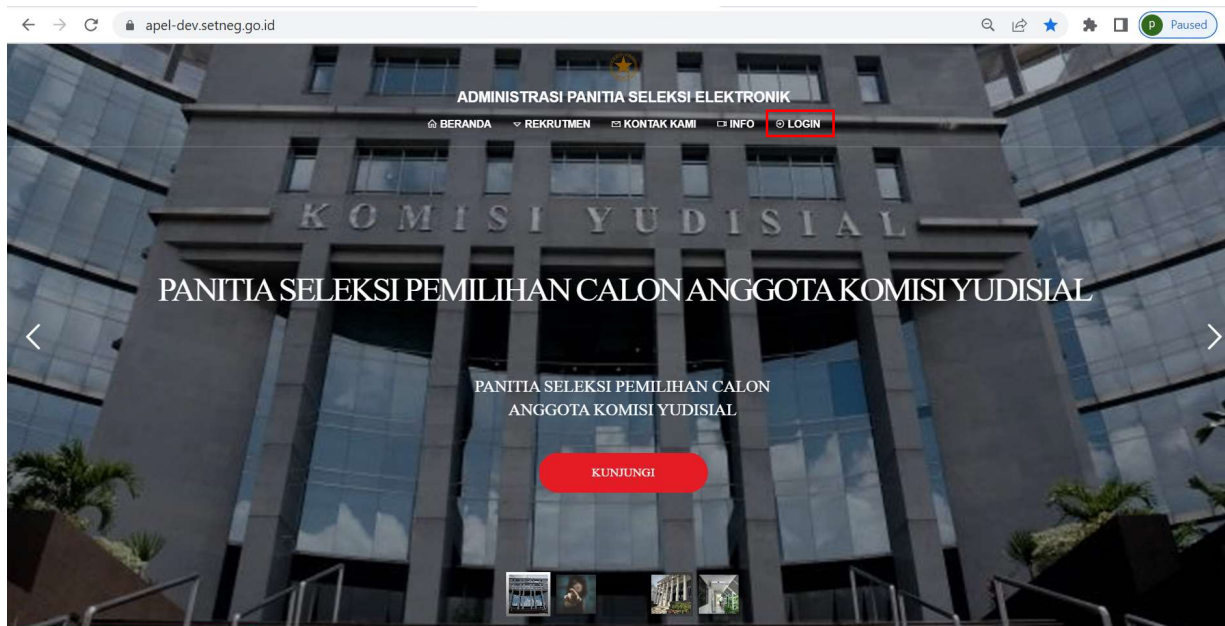 apel-dev.setneg.go.id
P Paused
ADMINISTRASI PANITIA SELEKSI ELEKTRONIK
BERANDA REKRUTMEN KONTAK KAMI INFO LOGIN
KOMISI YUDISIAL
PANITIA SELEKSI PEMILIHAN CALON ANGGOTA KOMISI YUDISIAL
PANITIA SELEKSI PEMILIHAN CALON
ANGGOTA KOMISI YUDISIAL
KUNJUNGI